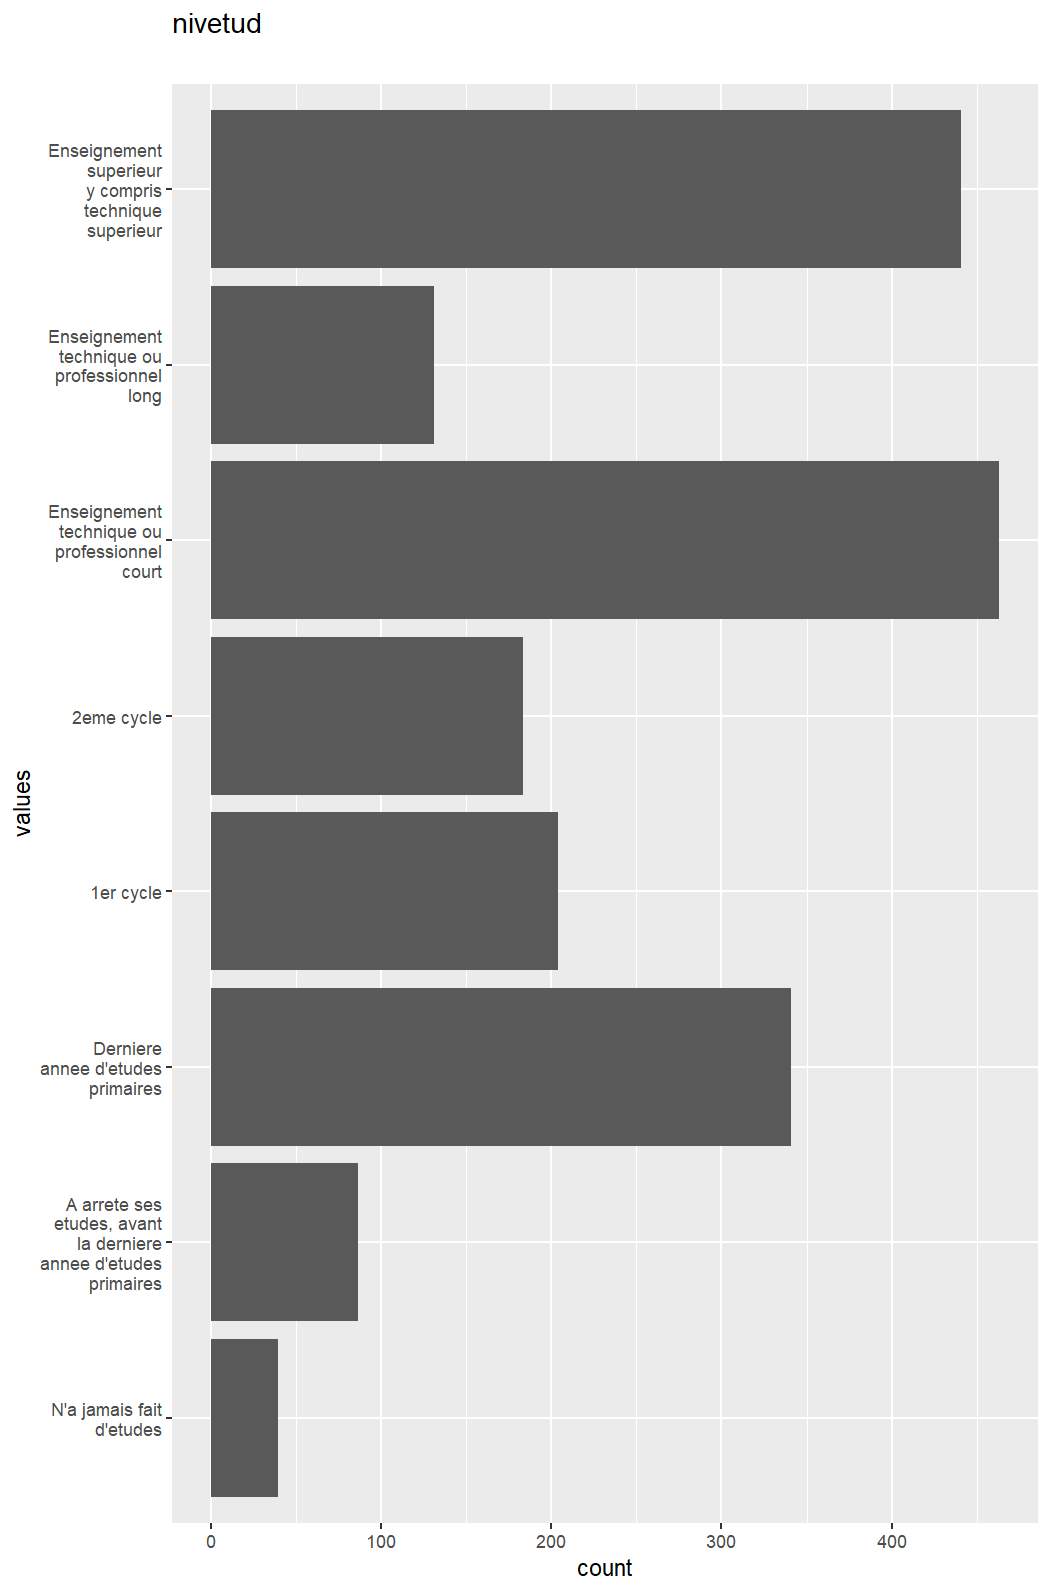 nivetud
Enseignement
superieur
y compris
technique
superieur
Enseignement
technique ou
professionnel
long
Enseignement
technique ou
professionnel
court
2eme cycle
values
1er cycle
Derniere
annee d'etudes
primaires
A arrete ses
etudes, avant
la derniere
annee d'etudes
primaires
N'a jamais fait
d'etudes
0 100 200 300 400
count